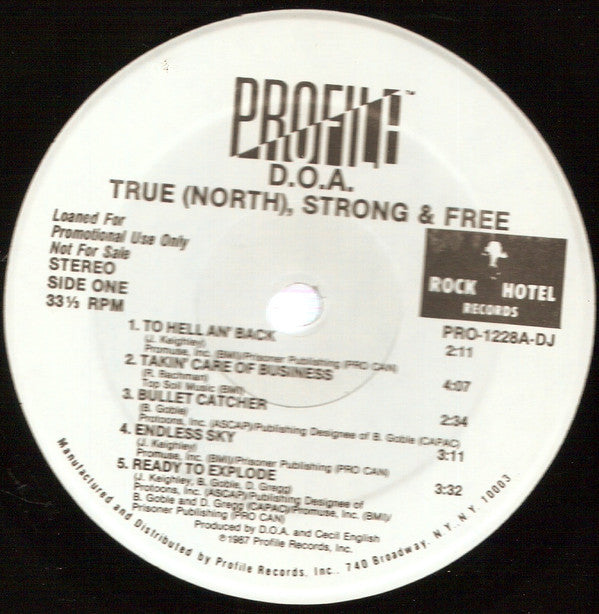 PROFILE™
D.O.A.
TRUE (NORTH), STRONG & FREE
Loaned For
Promotional Use Only
Not For Sale
STEREO
SIDE ONE
33⅓ RPM
ROCK HOTEL
RECORDS
PRO-1228A-DJ
1. TO HELL AN' BACK 2:11
(J. Keighley)
Promuse, Inc. (BMI)/Prisoner Publishing (PRO CAN)
2. TAKIN' CARE OF BUSINESS 4:07
(R. Bachman)
Top Soil Music (BMI)
3. BULLET CATCHER 2:34
(B. Goble)
Protoons, Inc. (ASCAP)/Publishing Designee of B. Goble (CAPAC)
4. ENDLESS SKY 3:11
(J. Keighley)
Promuse, Inc. (BMI)/Prisoner Publishing (PRO CAN)
5. READY TO EXPLODE 3:32
(J. Keighley, B. Goble, D. Gregg)
Protoons, Inc. (ASCAP)/Publishing Designees of
B. Goble and D. Gregg (CAPAC)/Promuse, Inc. (BMI)/
Prisoner Publishing (PRO CAN)
Produced by D.O.A. and Cecil English
℗1987 Profile Records, Inc.
Manufactured and Distributed by Profile Records, Inc., 740 Broadway, N.Y., N.Y. 10003